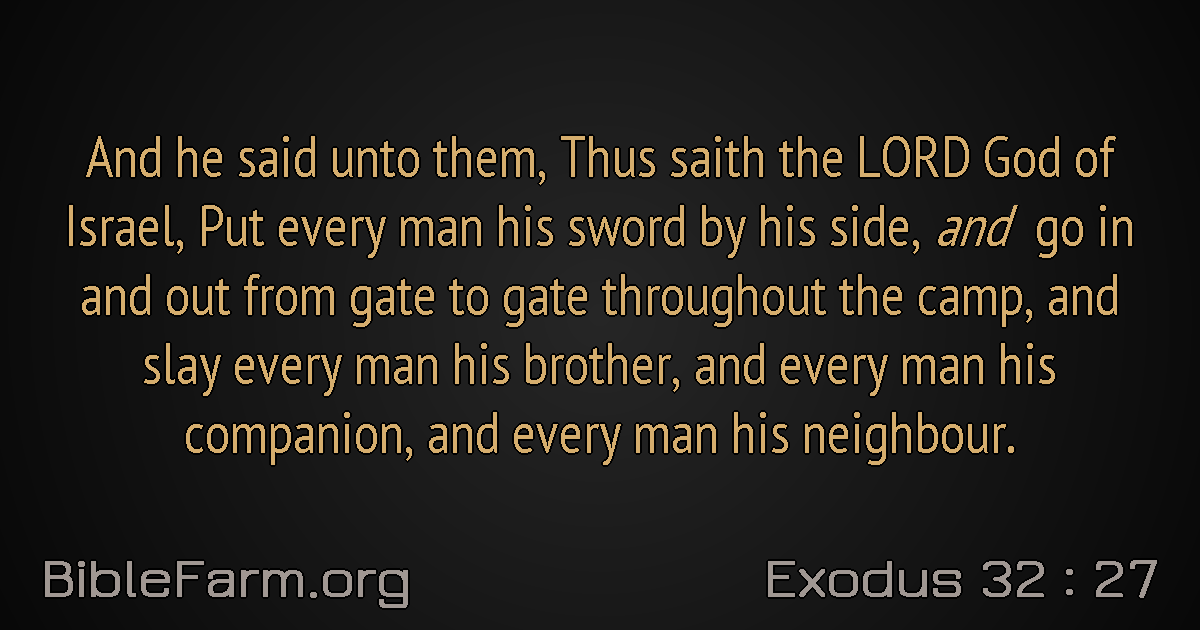 And he said unto them, Thus saith the LORD God of
Israel, Put every man his sword by his side, and go in
and out from gate to gate throughout the camp, and
slay every man his brother, and every man his
companion, and every man his neighbour.
BibleFarm.org
Exodus 32 : 27